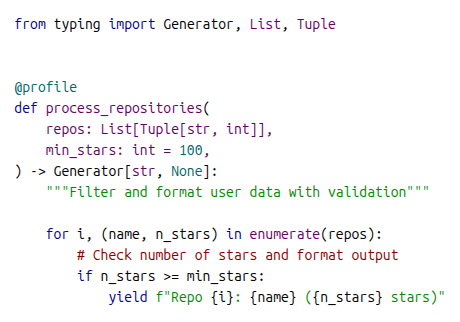 from typing import Generator, List, Tuple
@profile
def process_repositories(
    repos: List[Tuple[str, int]],
    min_stars: int = 100,
) -> Generator[str, None]:
    """Filter and format user data with validation"""
    for i, (name, n_stars) in enumerate(repos):
        # Check number of stars and format output
        if n_stars >= min_stars:
            yield f"Repo {i}: {name} ({n_stars} stars)"